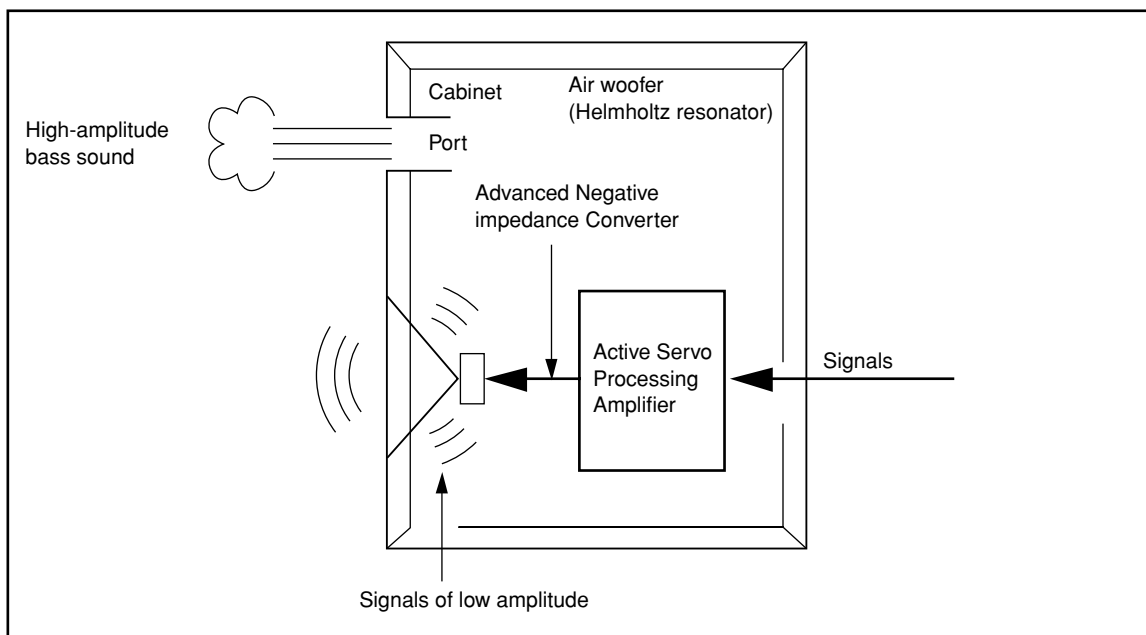 Cabinet
Air woofer
(Helmholtz resonator)
High-amplitude
bass sound
Port
Advanced Negative
impedance Converter
Active Servo
Processing
Amplifier
Signals
Signals of low amplitude